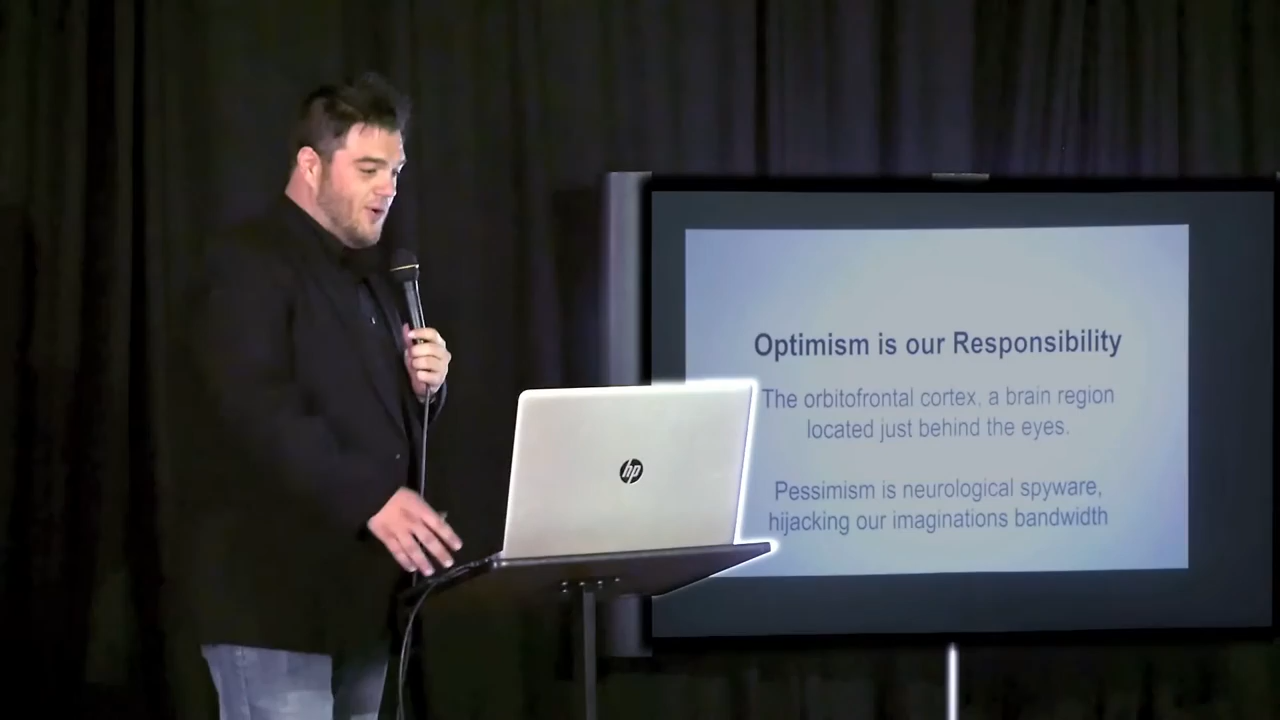 Optimism is our Responsibility
The orbitofrontal cortex, a brain region
located just behind the eyes.
Pessimism is neurological spyware,
hijacking our imaginations bandwidth
hp